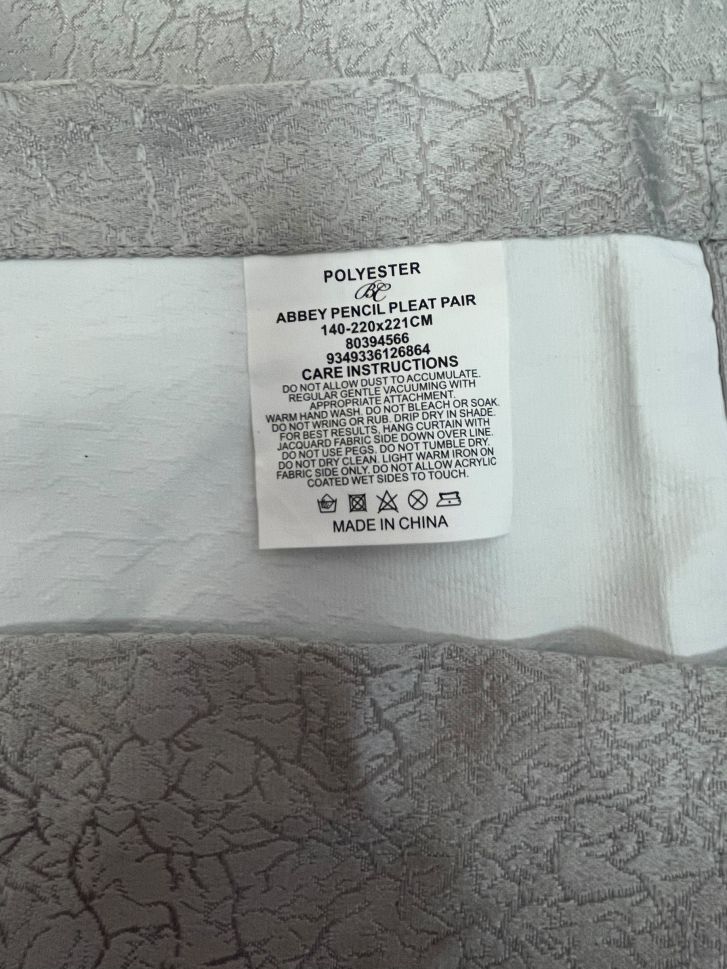 POLYESTER
BC
ABBEY PENCIL PLEAT PAIR
140-220x221CM
80394566
9349336126864
CARE INSTRUCTIONS
DO NOT ALLOW DUST TO ACCUMULATE.
REGULAR GENTLE VACUUMING WITH
APPROPRIATE ATTACHMENT.
WARM HAND WASH. DO NOT BLEACH OR SOAK.
DO NOT WRING OR RUB. DRIP DRY IN SHADE.
FOR BEST RESULTS, HANG CURTAIN WITH
JACQUARD FABRIC SIDE DOWN OVER LINE.
DO NOT USE PEGS. DO NOT TUMBLE DRY.
DO NOT DRY CLEAN. LIGHT WARM IRON ON
FABRIC SIDE ONLY. DO NOT ALLOW ACRYLIC
COATED WET SIDES TO TOUCH.
MADE IN CHINA